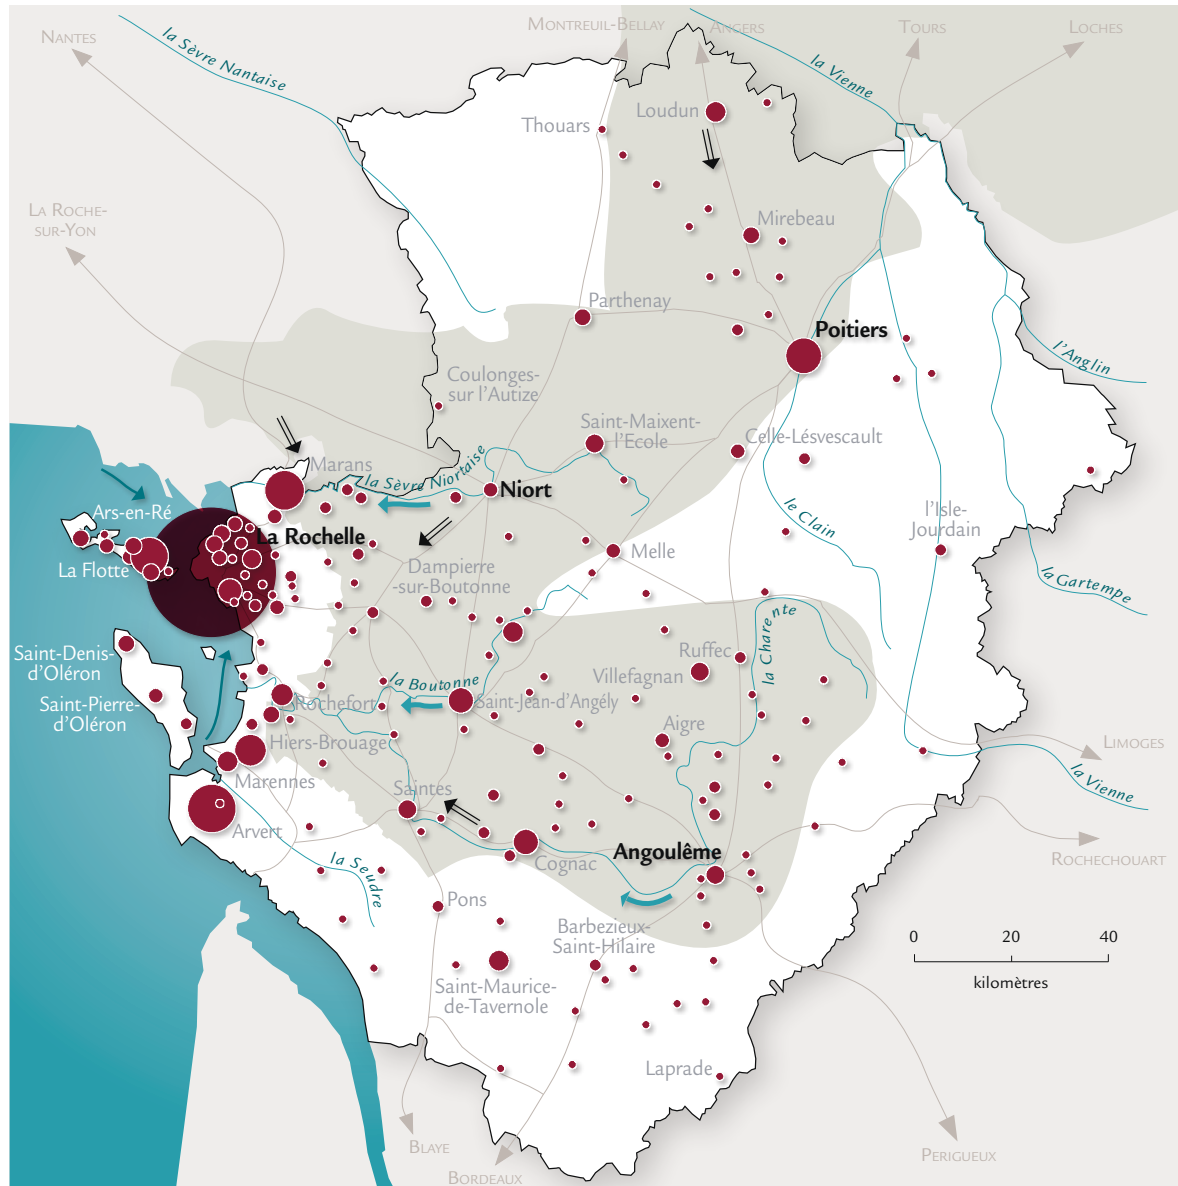 MONTREUIL-BELLAY
ANGERS
TOURS
LOCHES
NANTES
la Sèvre Nantaise
la Vienne
Loudun
Thouars
LA ROCHE-
SUR-YON
Mirebeau
Parthenay
Poitiers
l'Anglin
Coulonges-
sur l'Autize
Saint-Maixent-
l'Ecole
Celle-Lésvescault
Marans
la Sèvre Niortaise
Niort
Ars-en-Ré
La Rochelle
le Clain
l'Isle-
Jourdain
La Flotte
Dampierre
-sur-Boutonne
Melle
la Gartempe
la Charente
Saint-Denis-
d'Oléron
Ruffec
Villefagnan
la Boutonne
Saint-Pierre-
d'Oléron
Rochefort
Saint-Jean-d'Angély
Aigre
Hiers-Brouage
LIMOGES
Marennes
la Vienne
Saintes
Arvert
Angoulême
Cognac
la Seudre
ROCHECHOUART
Pons
Barbezieux-
Saint-Hilaire
0 20 40
kilomètres
Saint-Maurice-
de-Tavernole
Laprade
BLAYE
BORDEAUX
PERIGUEUX